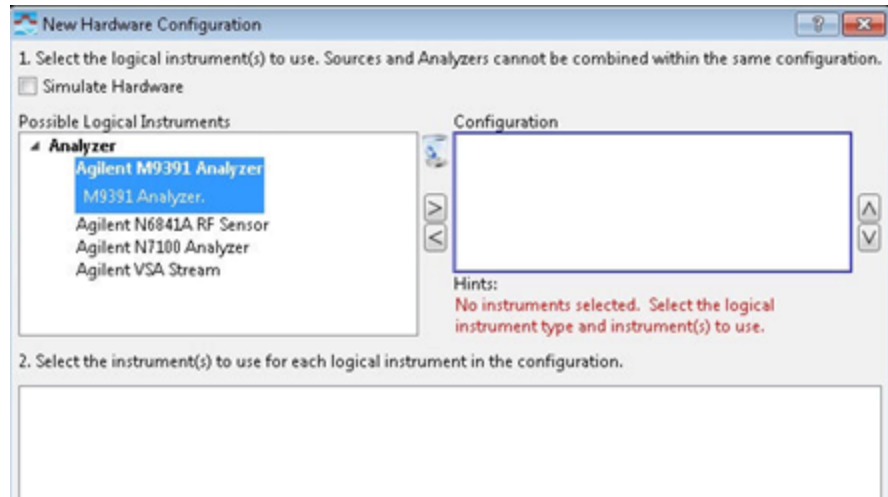 New Hardware Configuration
1. Select the logical instrument(s) to use. Sources and Analyzers cannot be combined within the same configuration.
Simulate Hardware
Possible Logical Instruments
Analyzer
Agilent M9391 Analyzer
M9391 Analyzer.
Agilent N6841A RF Sensor
Agilent N7100 Analyzer
Agilent VSA Stream
Configuration
Hints:
No instruments selected. Select the logical
instrument type and instrument(s) to use.
2. Select the instrument(s) to use for each logical instrument in the configuration.